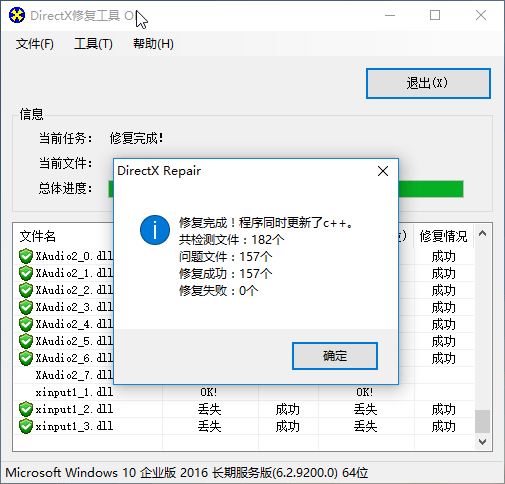 DirectX修复工具 O
文件(F) 工具(T) 帮助(H)
退出(X)
信息
当前任务： 修复完成!
当前文件：
总体进度：
DirectX Repair
修复完成！程序同时更新了c++。
共检测文件：182个
问题文件：157个
修复成功：157个
修复失败：0个
确定
文件名 ) 修复情况
XAudio2_0.dll 成功
XAudio2_1.dll 成功
XAudio2_2.dll 成功
XAudio2_3.dll 成功
XAudio2_4.dll 成功
XAudio2_5.dll 成功
XAudio2_6.dll 成功
XAudio2_7.dll
xinput1_1.dll OK! OK!
xinput1_2.dll 丢失 成功 丢失 成功
xinput1_3.dll 丢失 成功 丢失 成功
Microsoft Windows 10 企业版 2016 长期服务版(6.2.9200.0) 64位